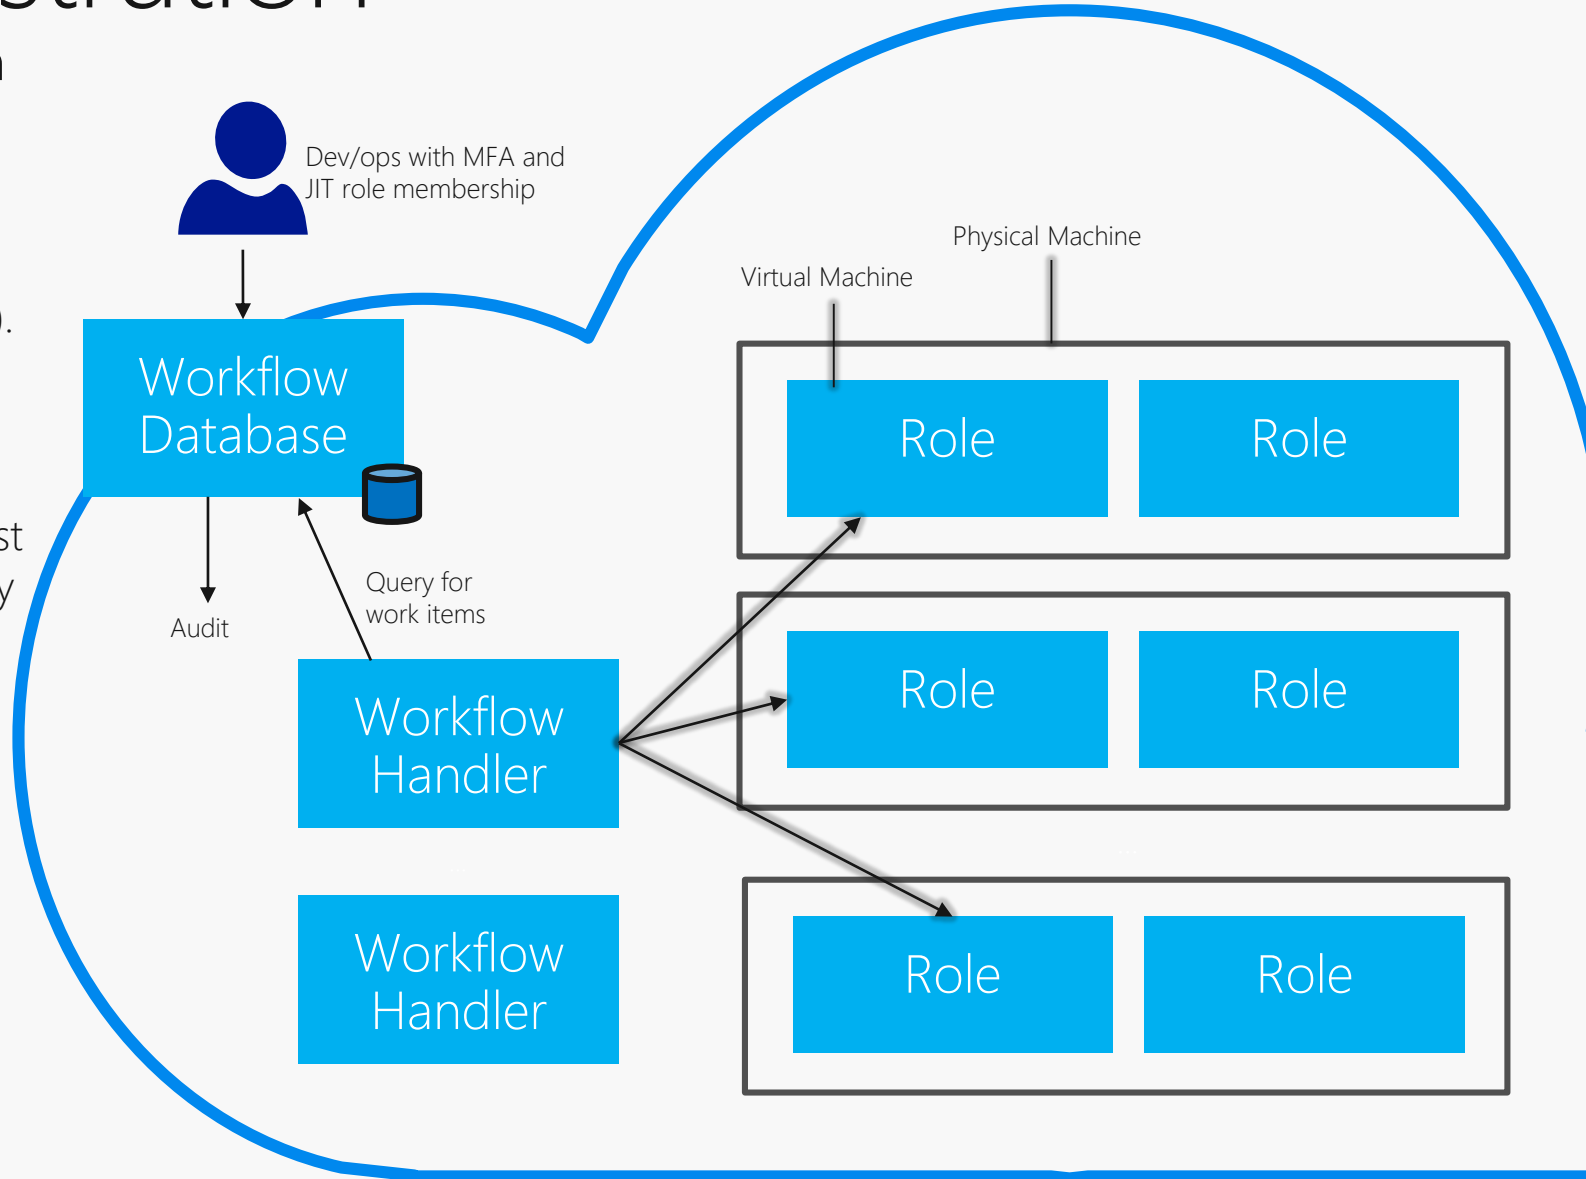 Dev/ops with MFA and
JIT role membership
Physical Machine
Virtual Machine
Workflow
Database
Role
Role
Query for
work items
Audit
Role
Role
Workflow
Handler
Workflow
Handler
Role
Role